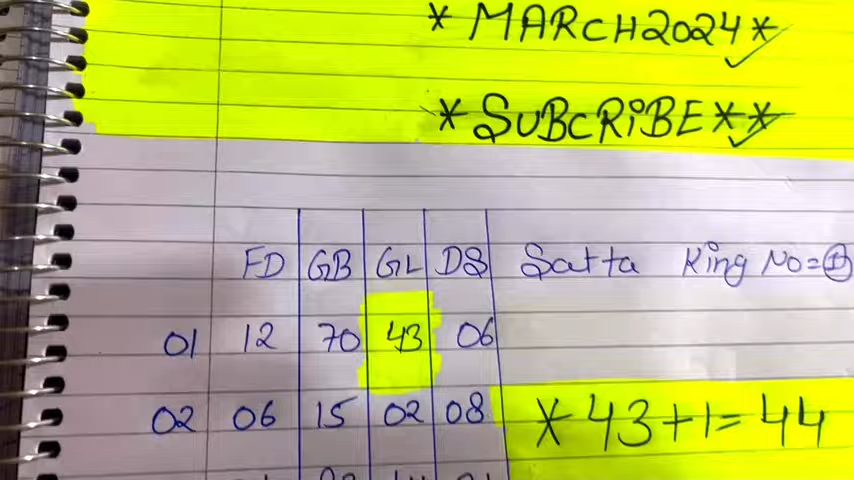 * MARCH2024*
*SUBCRiBE**
FD GB GL DS Satta King No=①
01 12 70 43 06
02 06 15 02 08
* 43+1= 44